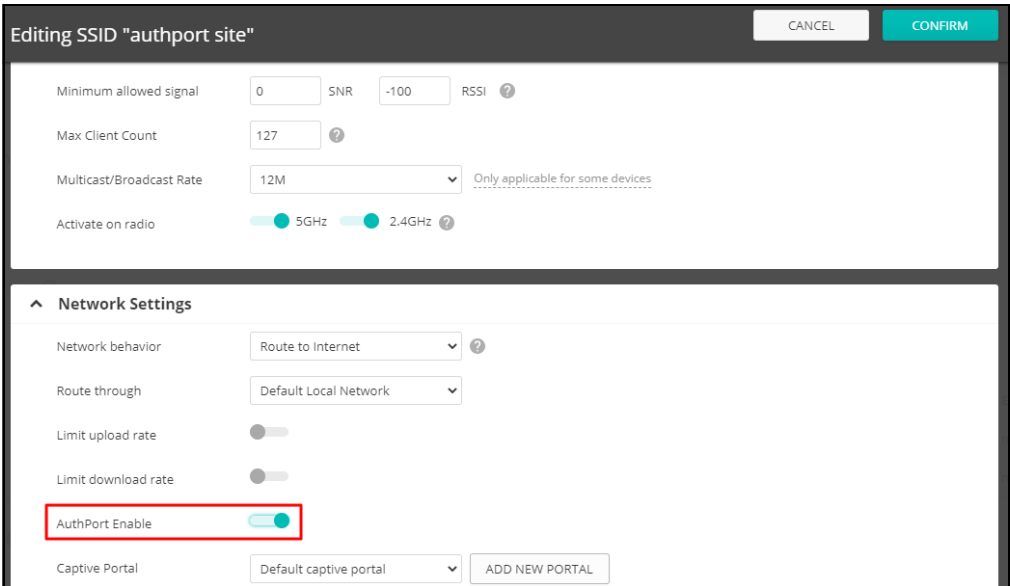 Editing SSID "authport site"
CANCEL
CONFIRM
Minimum allowed signal 0 SNR -100 RSSI ?
Max Client Count 127 ?
Multicast/Broadcast Rate 12M Only applicable for some devices
Activate on radio 5GHz 2.4GHz ?
Network Settings
Network behavior Route to Internet ?
Route through Default Local Network
Limit upload rate
Limit download rate
AuthPort Enable
Captive Portal Default captive portal ADD NEW PORTAL